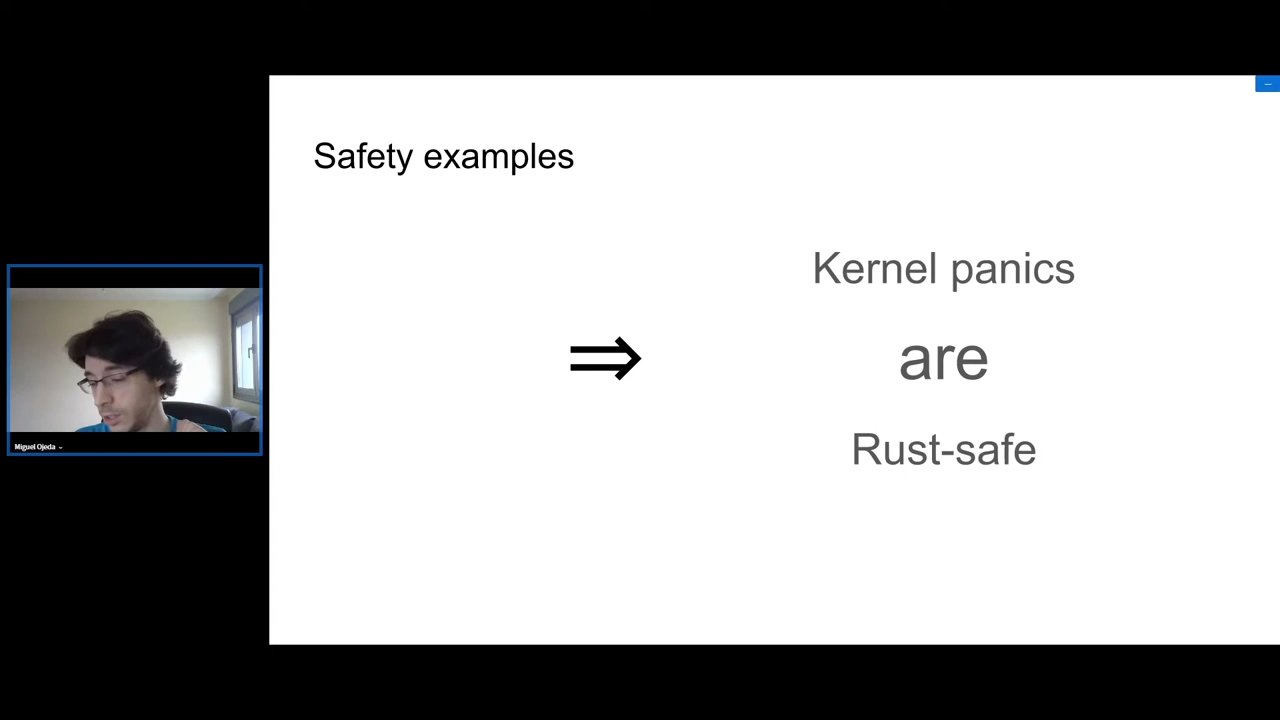 Safety examples
⇒
Kernel panics
are
Rust-safe
Miguel Ojeda